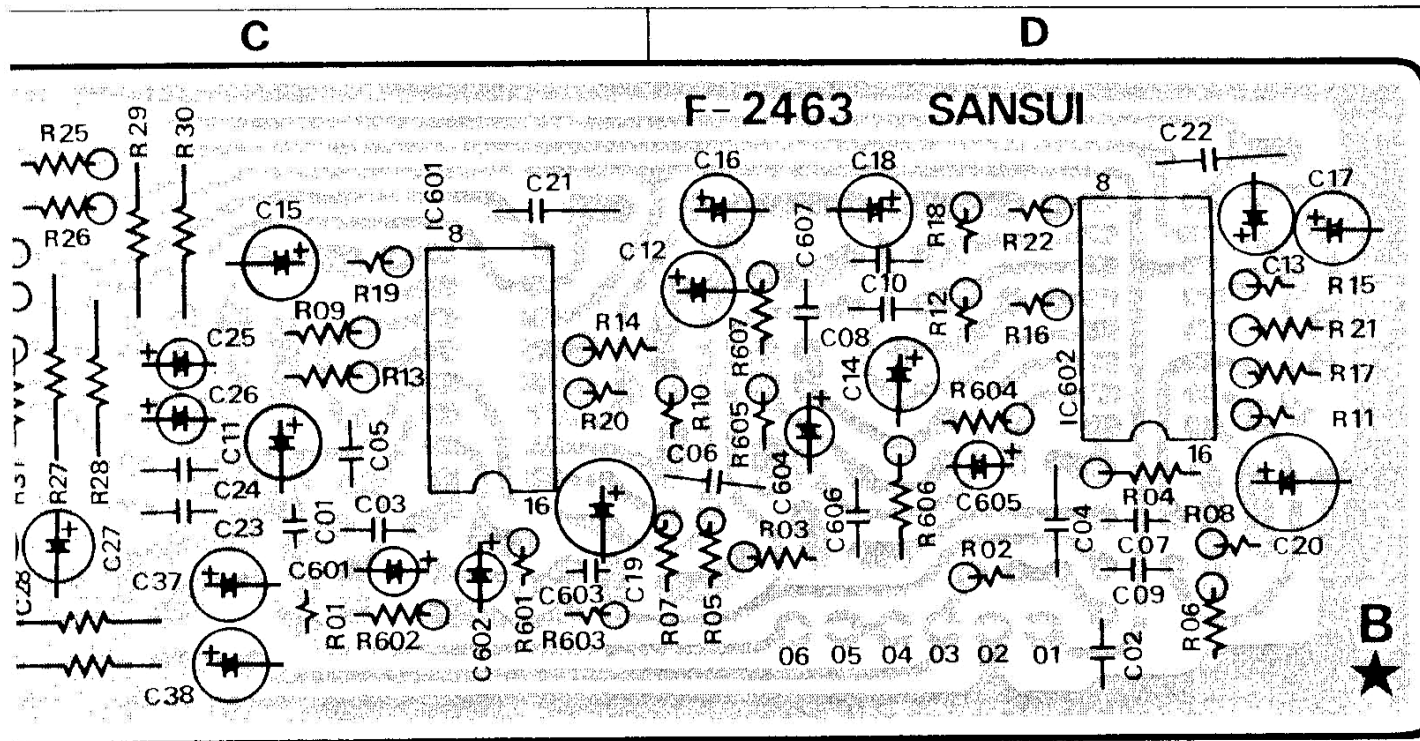 C D
F-2463 SANSUI
R25
R29
R30
C22
C16
C18
8
C17
R26
C15
IC601
8
C21
C12
C607
R18
R22
C13
R19
C10
R15
R09
R14
R607
C08
R12
R16
R21
C25
R13
C14
IC602
R17
C26
R20
R10
R605
R604
R11
C11
C05
C06
C604
16
R31
R27
R28
C24
16
C606
R606
C605
R04
C23
C01
C03
R03
C04
R08
C27
C07
C20
C28
C37
C601
C603
C19
R02
C09
R01
R602
C602
R601
R603
R07
R05
R06
B
06 05 04 03 02 01
C02
C38